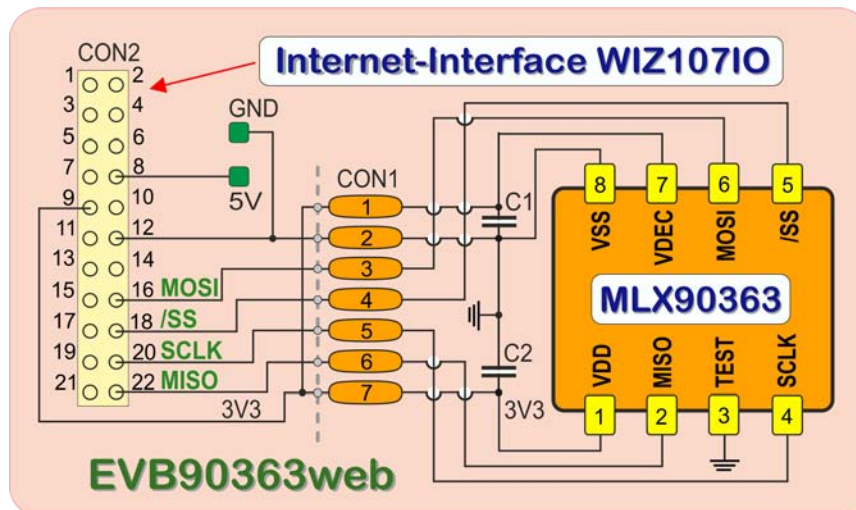 CON2
Internet-Interface WIZ107IO
1 2
3 4
5 6
7 8
9 10
11 12
13 14
15 16 MOSI
17 18 /SS
19 20 SCLK
21 22 MISO
GND
5V
3V3
CON1
1
2
3
4
5
6
7
C1
C2
3V3
8 7 6 5
VSS VDEC MOSI /SS
MLX90363
VDD MISO TEST SCLK
1 2 3 4
EVB90363web